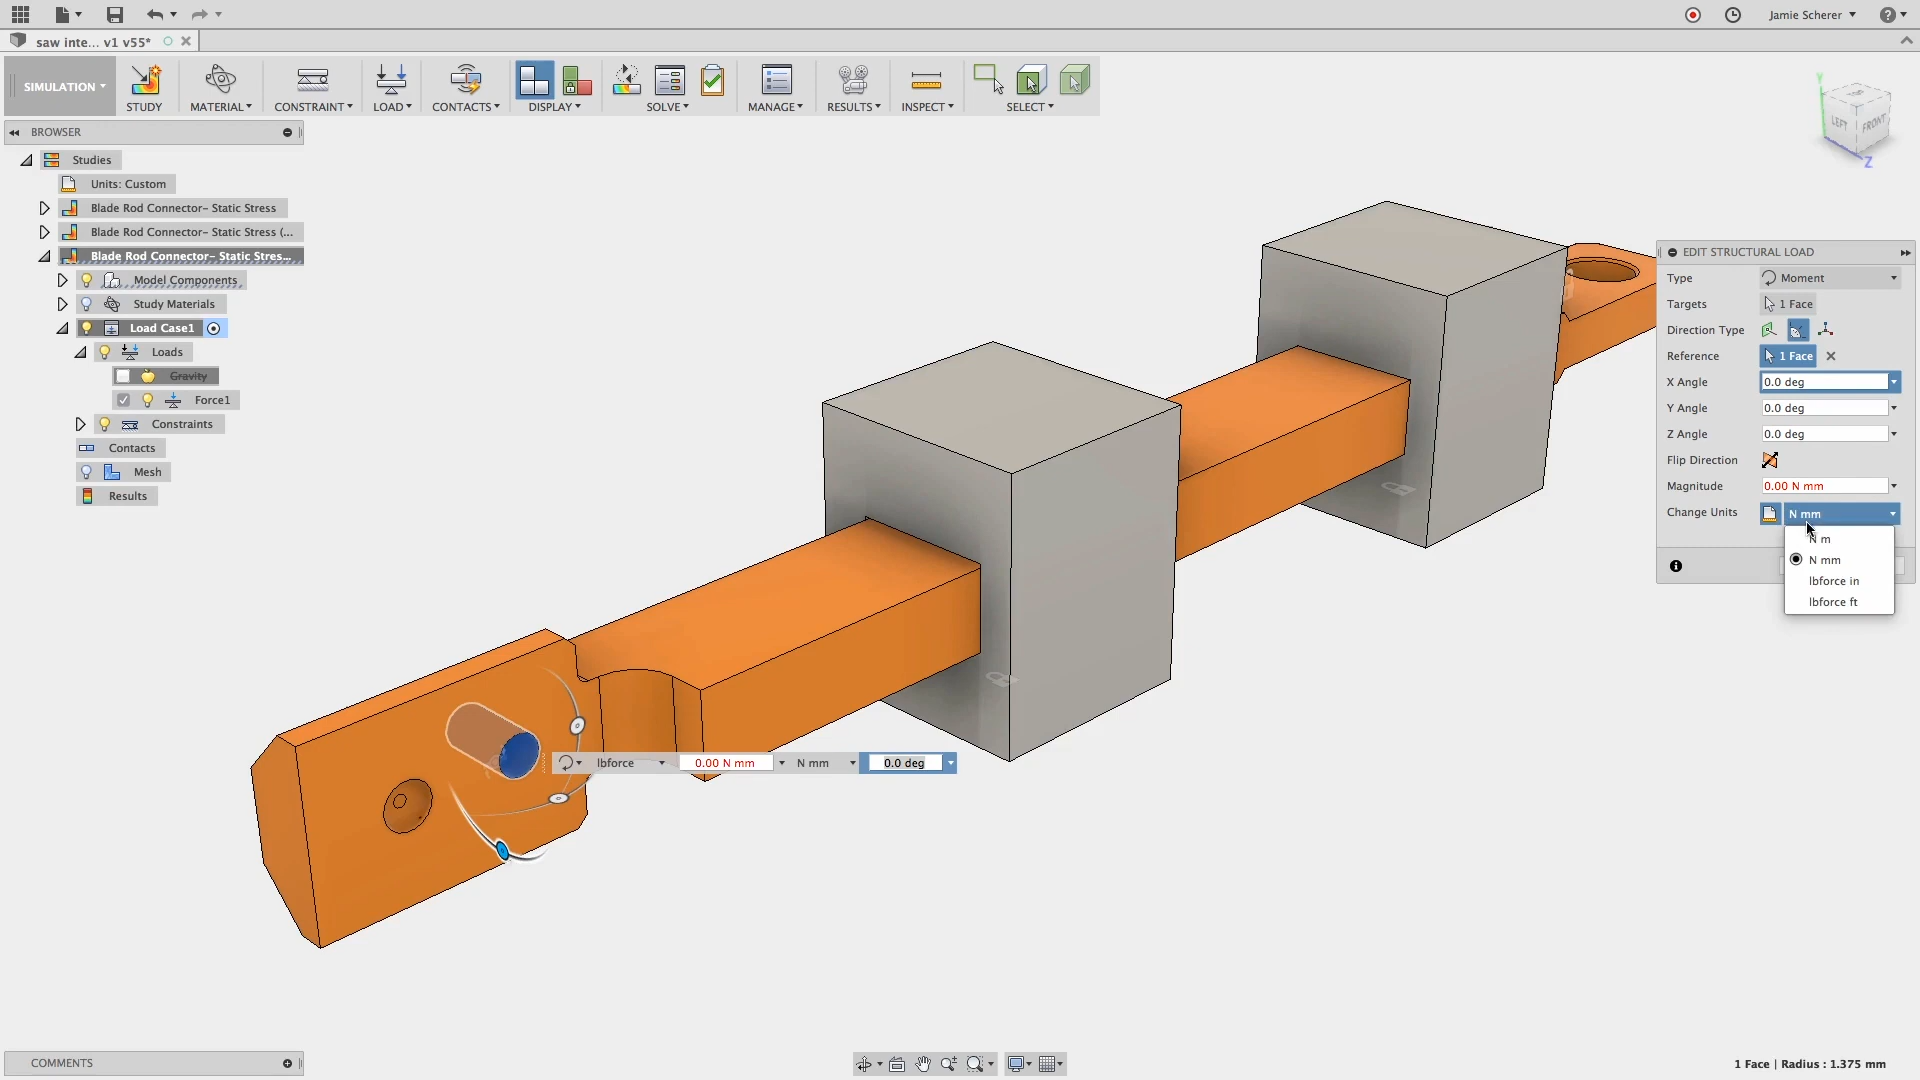 Jamie Scherer
saw inte... v1 v55*
SIMULATION
STUDY
MATERIAL
CONSTRAINT
LOAD
CONTACTS
DISPLAY
SOLVE
MANAGE
RESULTS
INSPECT
SELECT
Y
TOP
LEFT
FRONT
Z
BROWSER
Studies
Units: Custom
Blade Rod Connector- Static Stress
Blade Rod Connector- Static Stress (...
Blade Rod Connector- Static Stres...
Model Components
Study Materials
Load Case1
Loads
Gravity
Force1
Constraints
Contacts
Mesh
Results
EDIT STRUCTURAL LOAD
Type Moment
Targets 1 Face
Direction Type
Reference 1 Face
X Angle 0.0 deg
Y Angle 0.0 deg
Z Angle 0.0 deg
Flip Direction
Magnitude 0.00 N mm
Change Units N mm
N m
N mm
lbforce in
lbforce ft
lbforce 0.00 N mm N mm 0.0 deg
COMMENTS
1 Face | Radius : 1.375 mm